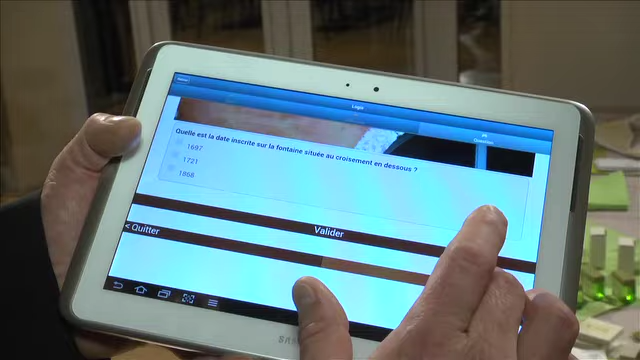 Login
Question
Quelle est la date inscrite sur la fontaine située au croisement en dessous ?
1697
1721
1868
< Quitter
Valider